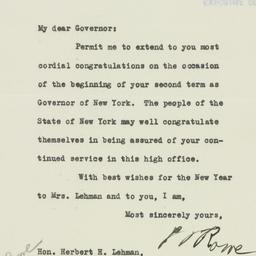 My dear Governor:
Permit me to extend to you most
cordial congratulations on the occasion
of the beginning of your second term as
Governor of New York. The people of the
State of New York may well congratulate
themselves in being assured of your con-
tinued service in this high office.
With best wishes for the New Year
to Mrs. Lehman and to you, I am,
Most sincerely yours,
Rowe
Hon. Herbert H. Lehman,